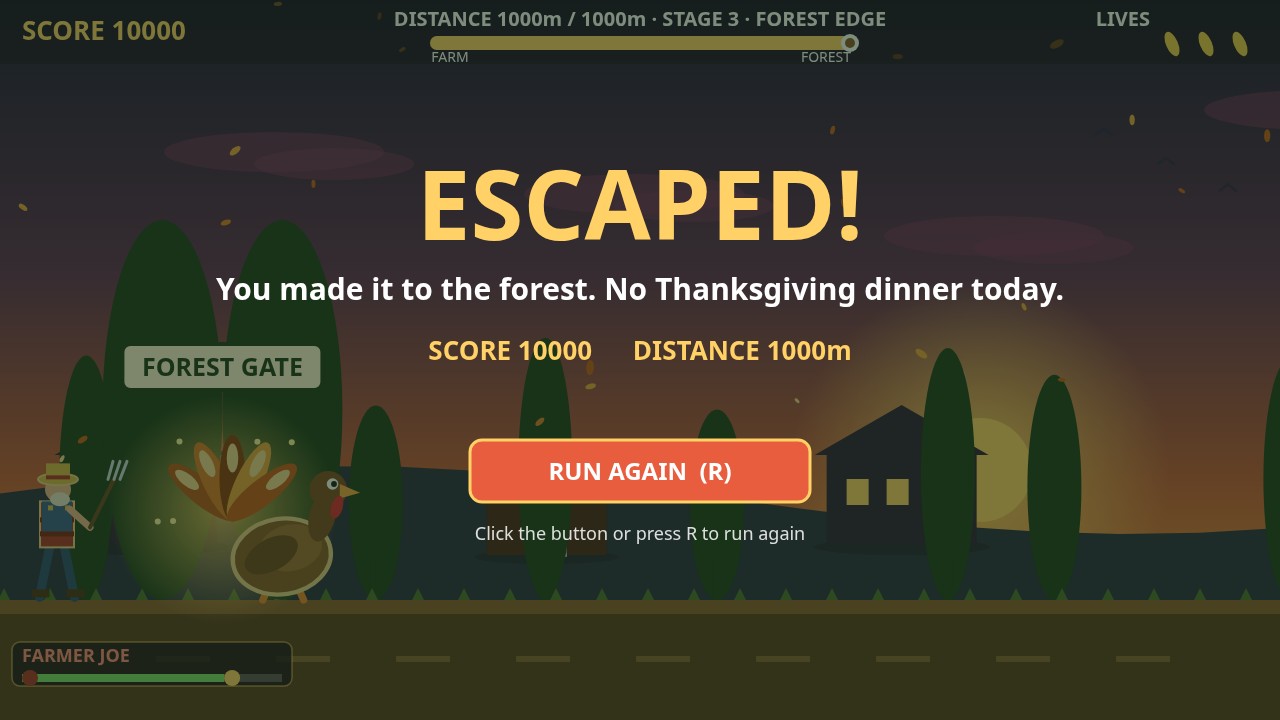 SCORE 10000
DISTANCE 1000m / 1000m · STAGE 3 · FOREST EDGE
LIVES
FARM
FOREST
ESCAPED!
You made it to the forest. No Thanksgiving dinner today.
SCORE 10000 DISTANCE 1000m
FOREST GATE
RUN AGAIN (R)
Click the button or press R to run again
FARMER JOE